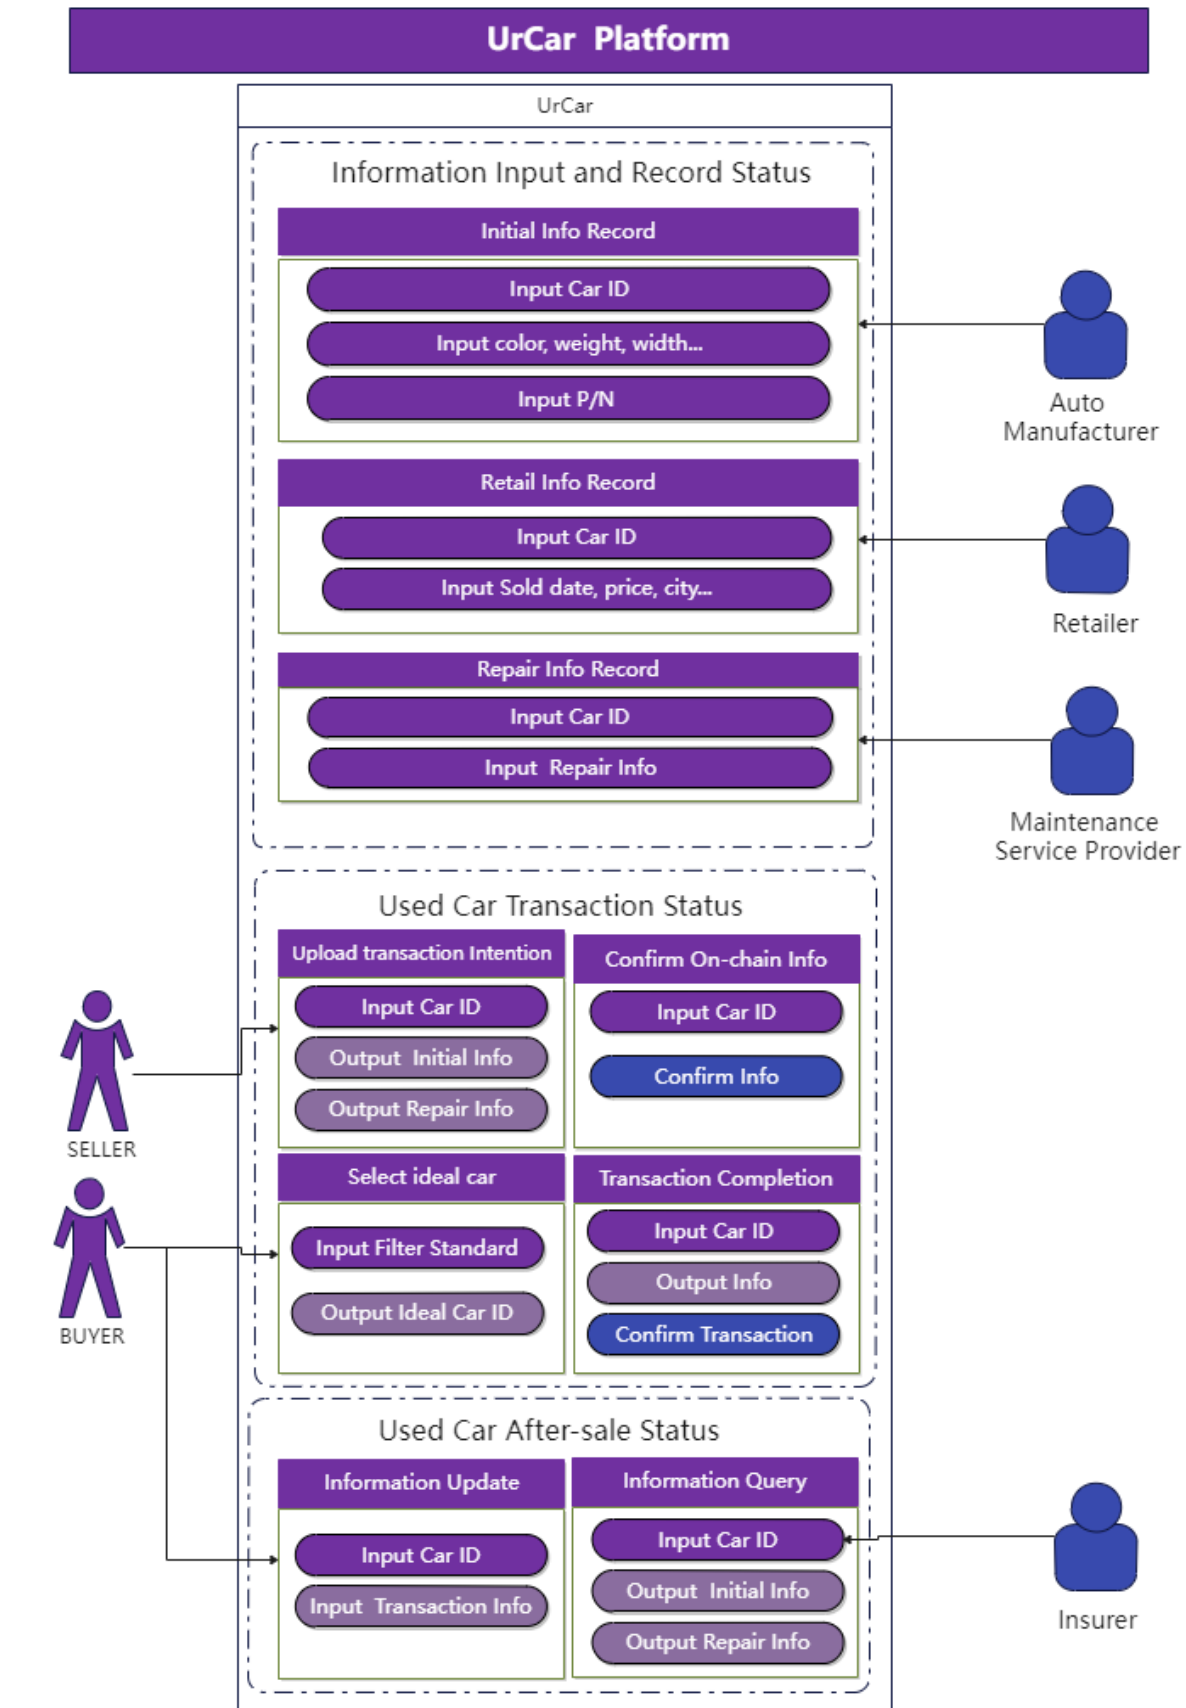 UrCar Platform
UrCar
Information Input and Record Status
Initial Info Record
Input Car ID
Input color, weight, width...
Input P/N
Auto
Manufacturer
Retail Info Record
Input Car ID
Input Sold date, price, city...
Retailer
Repair Info Record
Input Car ID
Input Repair Info
Maintenance
Service Provider
Used Car Transaction Status
Upload transaction Intention
Input Car ID
Output Initial Info
Output Repair Info
Confirm On-chain Info
Input Car ID
Confirm Info
SELLER
Select ideal car
Input Filter Standard
Output Ideal Car ID
Transaction Completion
Input Car ID
Output Info
Confirm Transaction
BUYER
Used Car After-sale Status
Information Update
Input Car ID
Input Transaction Info
Information Query
Input Car ID
Output Initial Info
Output Repair Info
Insurer